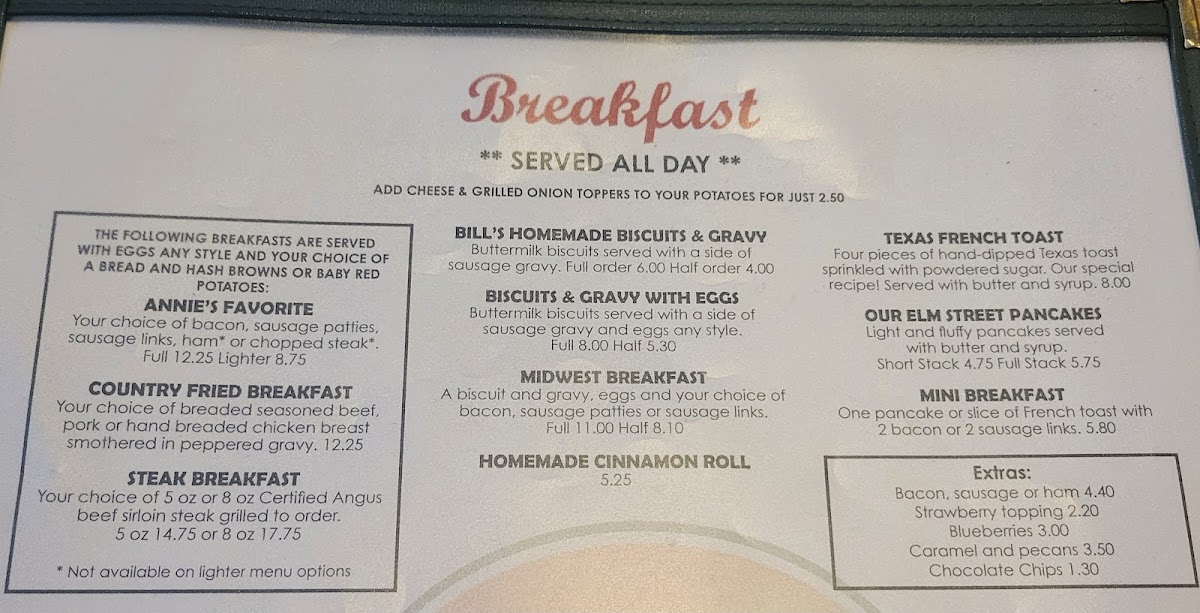 Breakfast
** SERVED ALL DAY **
ADD CHEESE & GRILLED ONION TOPPERS TO YOUR POTATOES FOR JUST 2.50
THE FOLLOWING BREAKFASTS ARE SERVED
WITH EGGS ANY STYLE AND YOUR CHOICE OF
A BREAD AND HASH BROWNS OR BABY RED
POTATOES:
ANNIE'S FAVORITE
Your choice of bacon, sausage patties,
sausage links, ham* or chopped steak*.
Full 12.25 Lighter 8.75
COUNTRY FRIED BREAKFAST
Your choice of breaded seasoned beef,
pork or hand breaded chicken breast
smothered in peppered gravy. 12.25
STEAK BREAKFAST
Your choice of 5 oz or 8 oz Certified Angus
beef sirloin steak grilled to order.
5 oz 14.75 or 8 oz 17.75
* Not available on lighter menu options
BILL'S HOMEMADE BISCUITS & GRAVY
Buttermilk biscuits served with a side of
sausage gravy. Full order 6.00 Half order 4.00
BISCUITS & GRAVY WITH EGGS
Buttermilk biscuits served with a side of
sausage gravy and eggs any style.
Full 8.00 Half 5.30
MIDWEST BREAKFAST
A biscuit and gravy, eggs and your choice of
bacon, sausage patties or sausage links.
Full 11.00 Half 8.10
HOMEMADE CINNAMON ROLL
5.25
TEXAS FRENCH TOAST
Four pieces of hand-dipped Texas toast
sprinkled with powdered sugar. Our special
recipe! Served with butter and syrup. 8.00
OUR ELM STREET PANCAKES
Light and fluffy pancakes served
with butter and syrup.
Short Stack 4.75 Full Stack 5.75
MINI BREAKFAST
One pancake or slice of French toast with
2 bacon or 2 sausage links. 5.80
Extras:
Bacon, sausage or ham 4.40
Strawberry topping 2.20
Blueberries 3.00
Caramel and pecans 3.50
Chocolate Chips 1.30